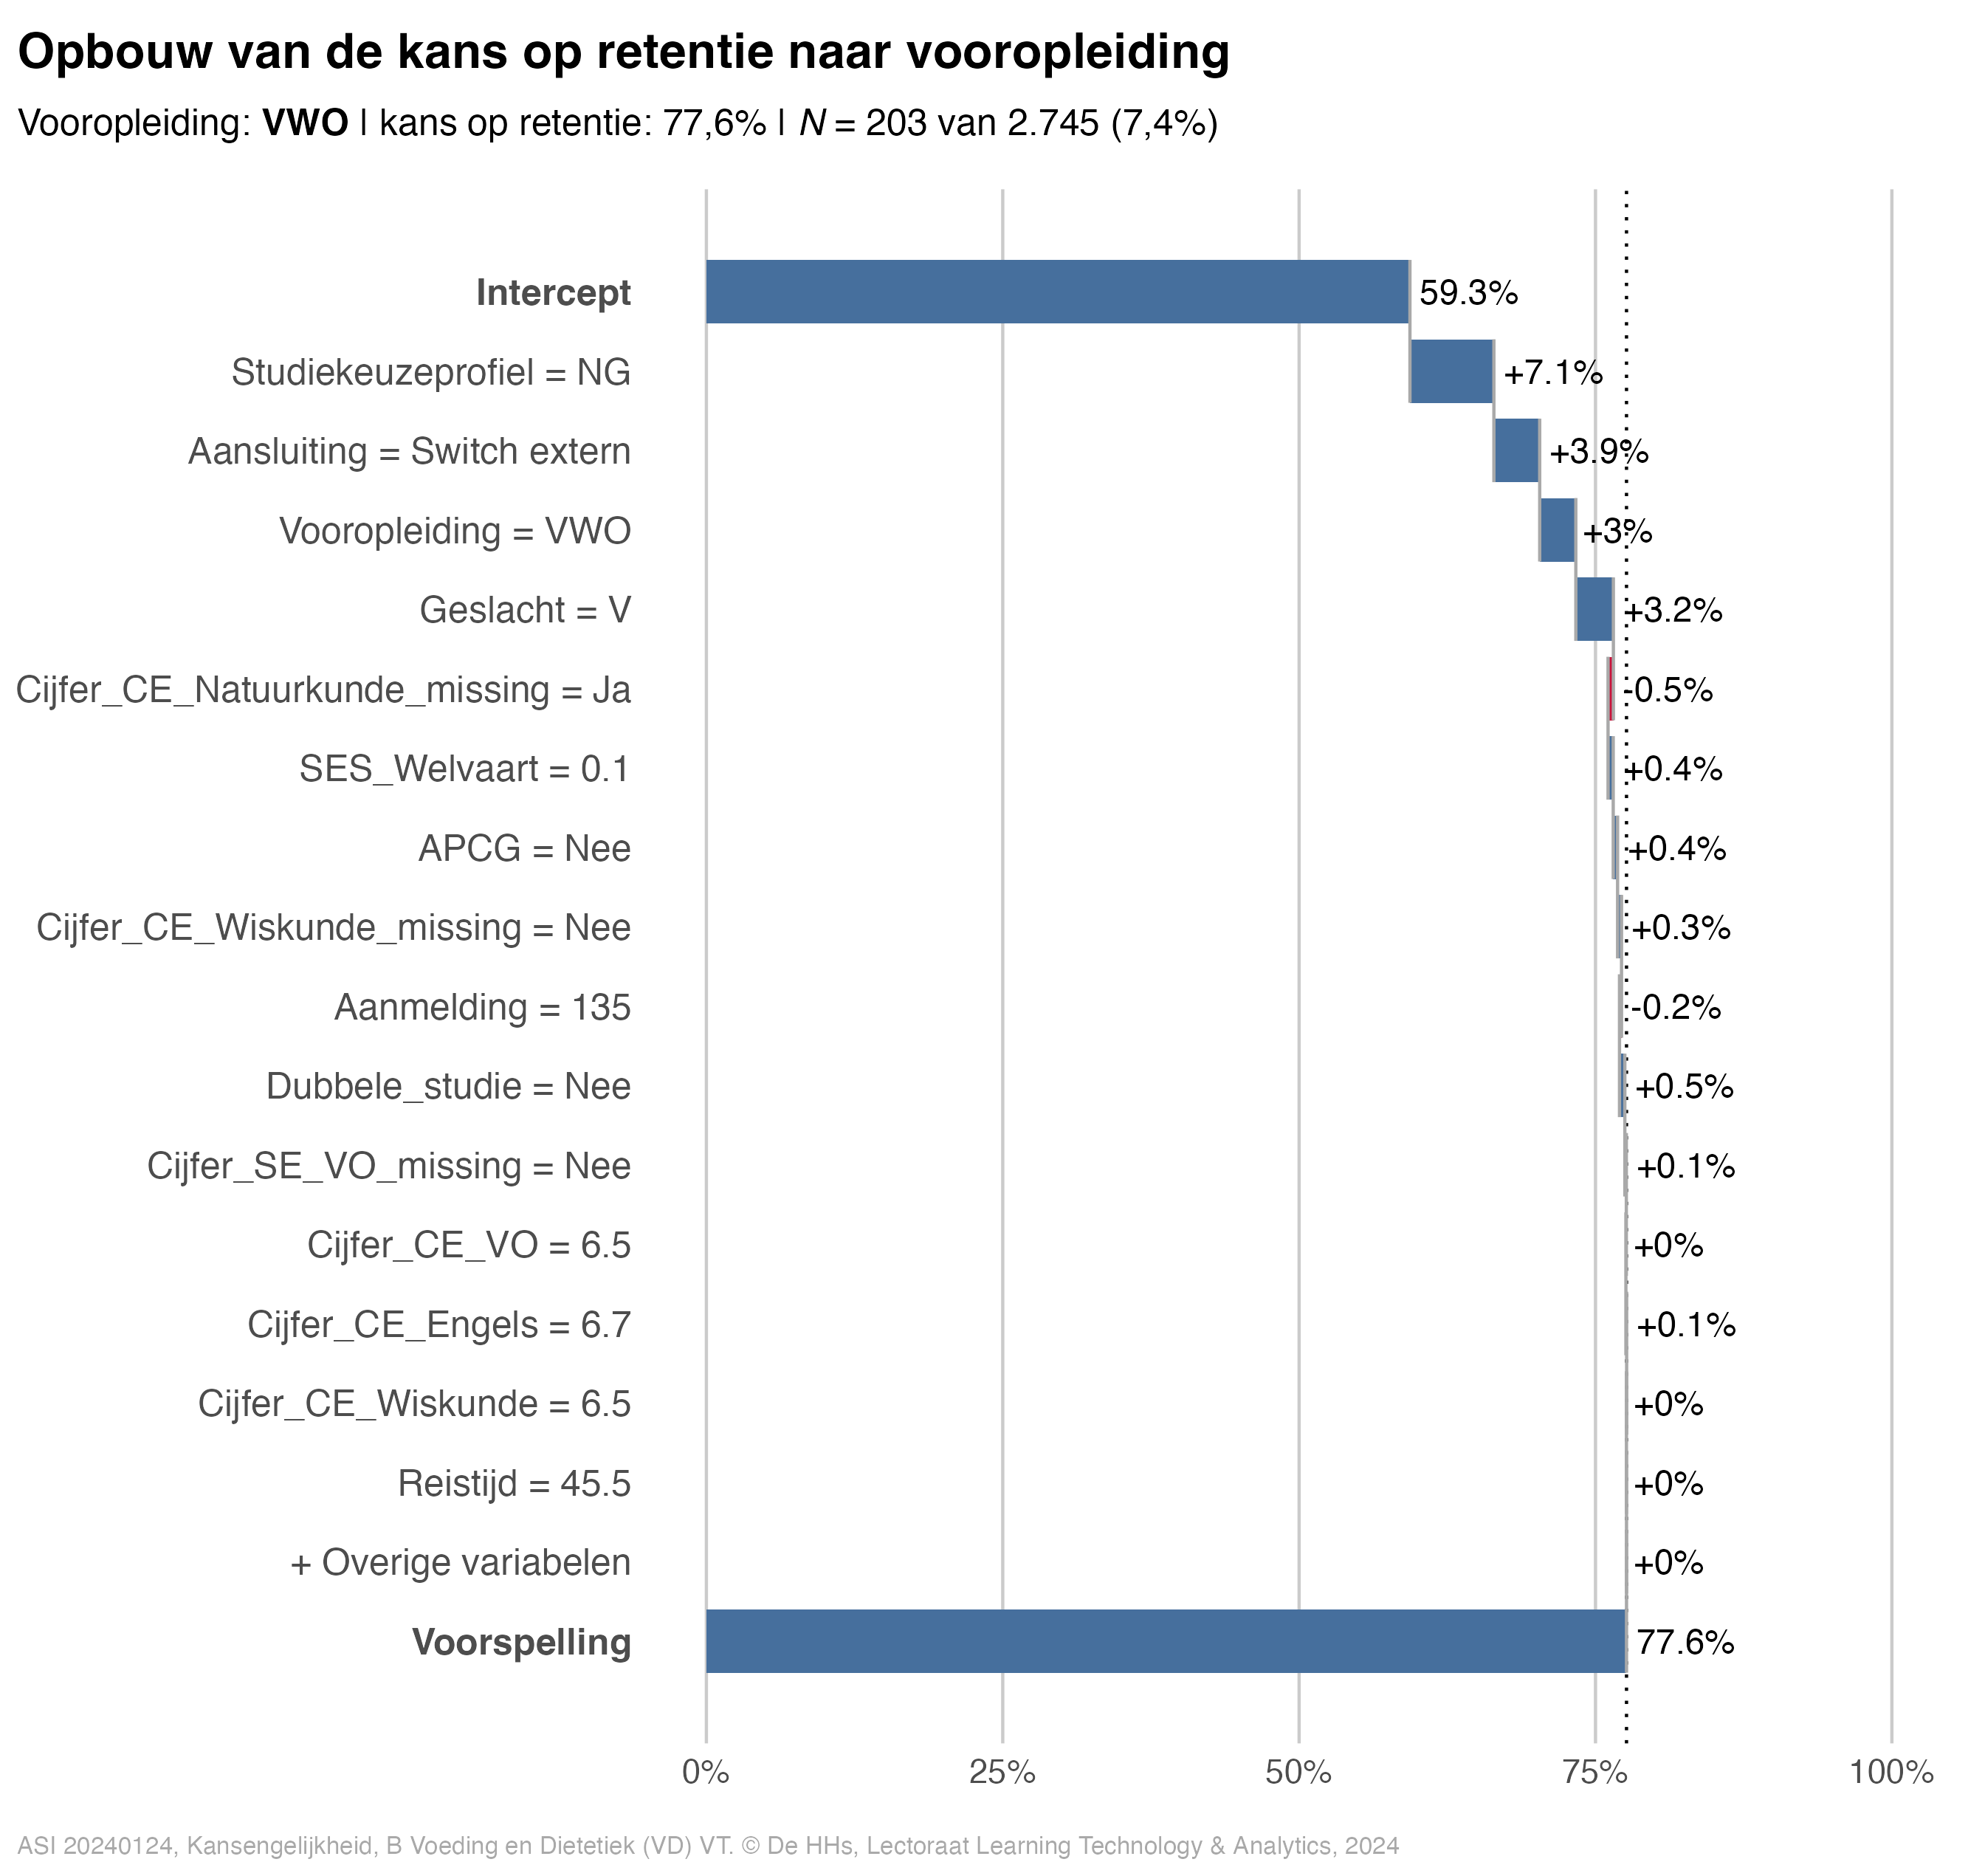 Opbouw van de kans op retentie naar vooropleiding
Vooropleiding: VWO | kans op retentie: 77,6% | N = 203 van 2.745 (7,4%)
Intercept 59.3%
Studiekeuzeprofiel = NG +7.1%
Aansluiting = Switch extern +3.9%
Vooropleiding = VWO +3%
Geslacht = V +3.2%
Cijfer_CE_Natuurkunde_missing = Ja -0.5%
SES_Welvaart = 0.1 +0.4%
APCG = Nee +0.4%
Cijfer_CE_Wiskunde_missing = Nee +0.3%
Aanmelding = 135 -0.2%
Dubbele_studie = Nee +0.5%
Cijfer_SE_VO_missing = Nee +0.1%
Cijfer_CE_VO = 6.5 +0%
Cijfer_CE_Engels = 6.7 +0.1%
Cijfer_CE_Wiskunde = 6.5 +0%
Reistijd = 45.5 +0%
+ Overige variabelen +0%
Voorspelling 77.6%
0% 25% 50% 75% 100%
ASI 20240124, Kansengelijkheid, B Voeding en Dietetiek (VD) VT. © De HHs, Lectoraat Learning Technology & Analytics, 2024